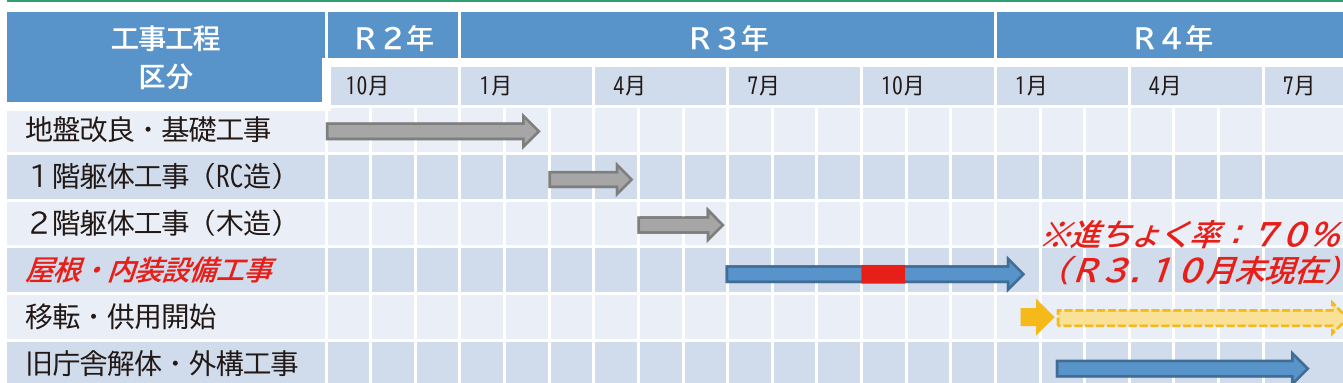 工事工程
区分
Ｒ２年 Ｒ３年 Ｒ４年
10月 1月 4月 7月 10月 1月 4月 7月
地盤改良・基礎工事
１階躯体工事（RC造）
２階躯体工事（木造）
※進ちょく率：７０％
屋根・内装設備工事
（Ｒ３．１０月末現在）
移転・供用開始
旧庁舎解体・外構工事